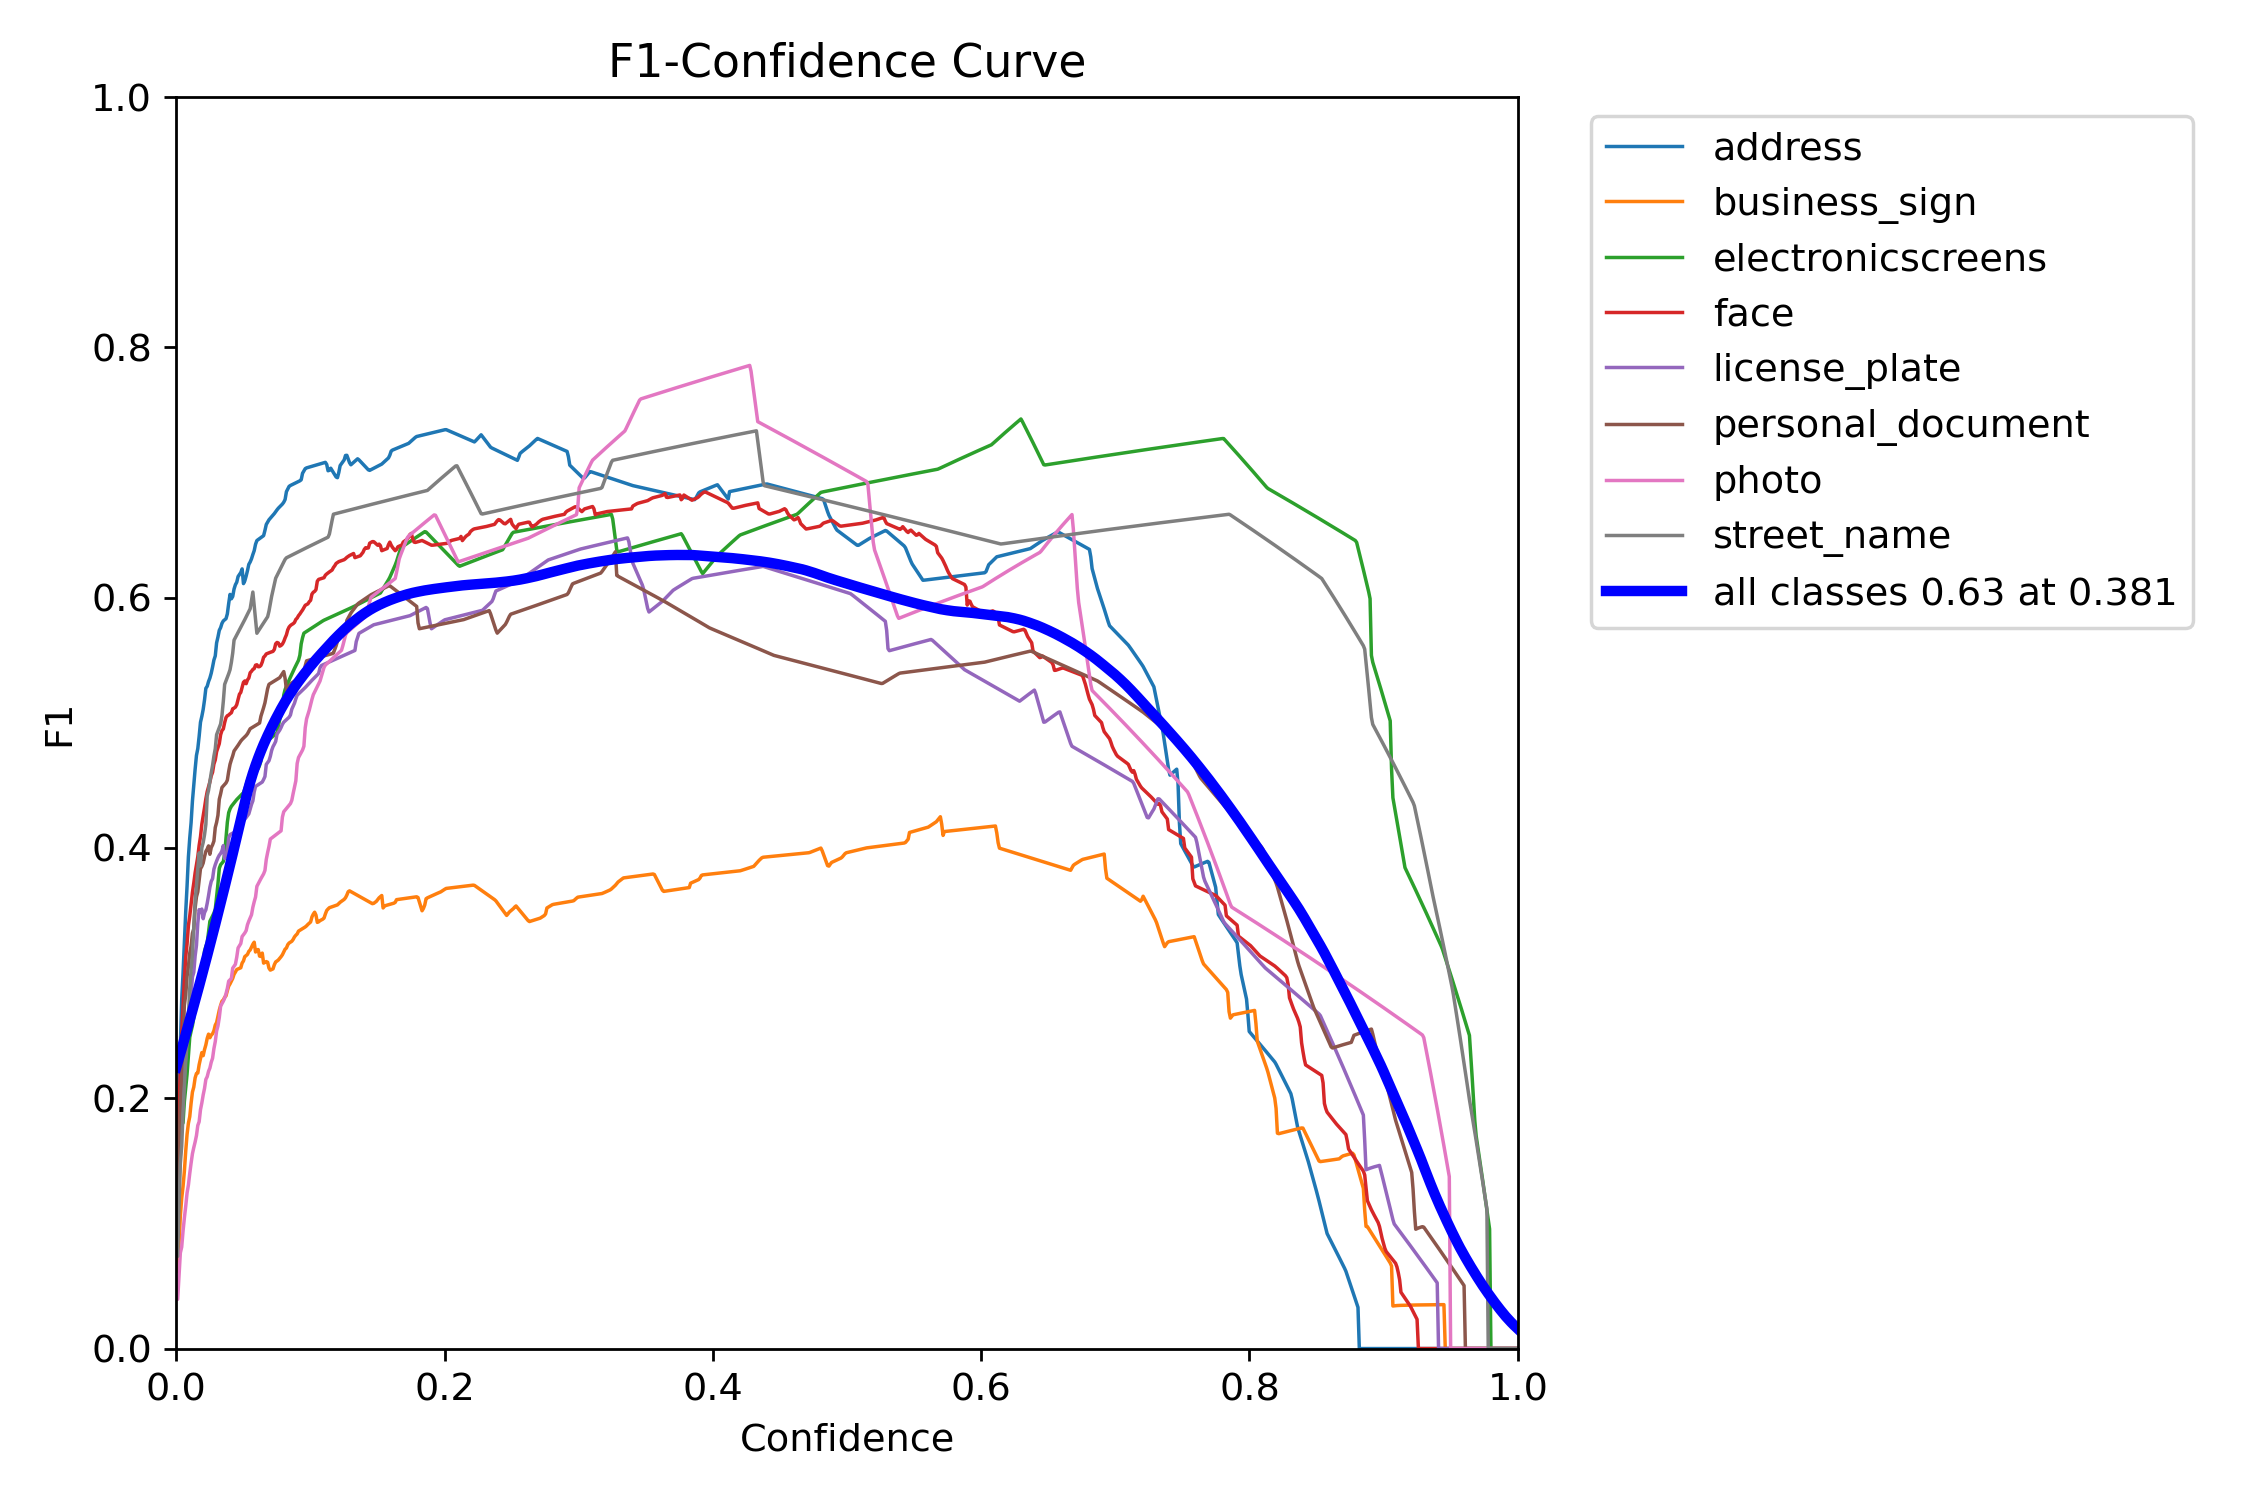 F1-Confidence Curve
1.0
0.8
0.6
0.4
0.2
0.0
F1
0.0 0.2 0.4 0.6 0.8 1.0
Confidence
address
business_sign
electronicscreens
face
license_plate
personal_document
photo
street_name
all classes 0.63 at 0.381